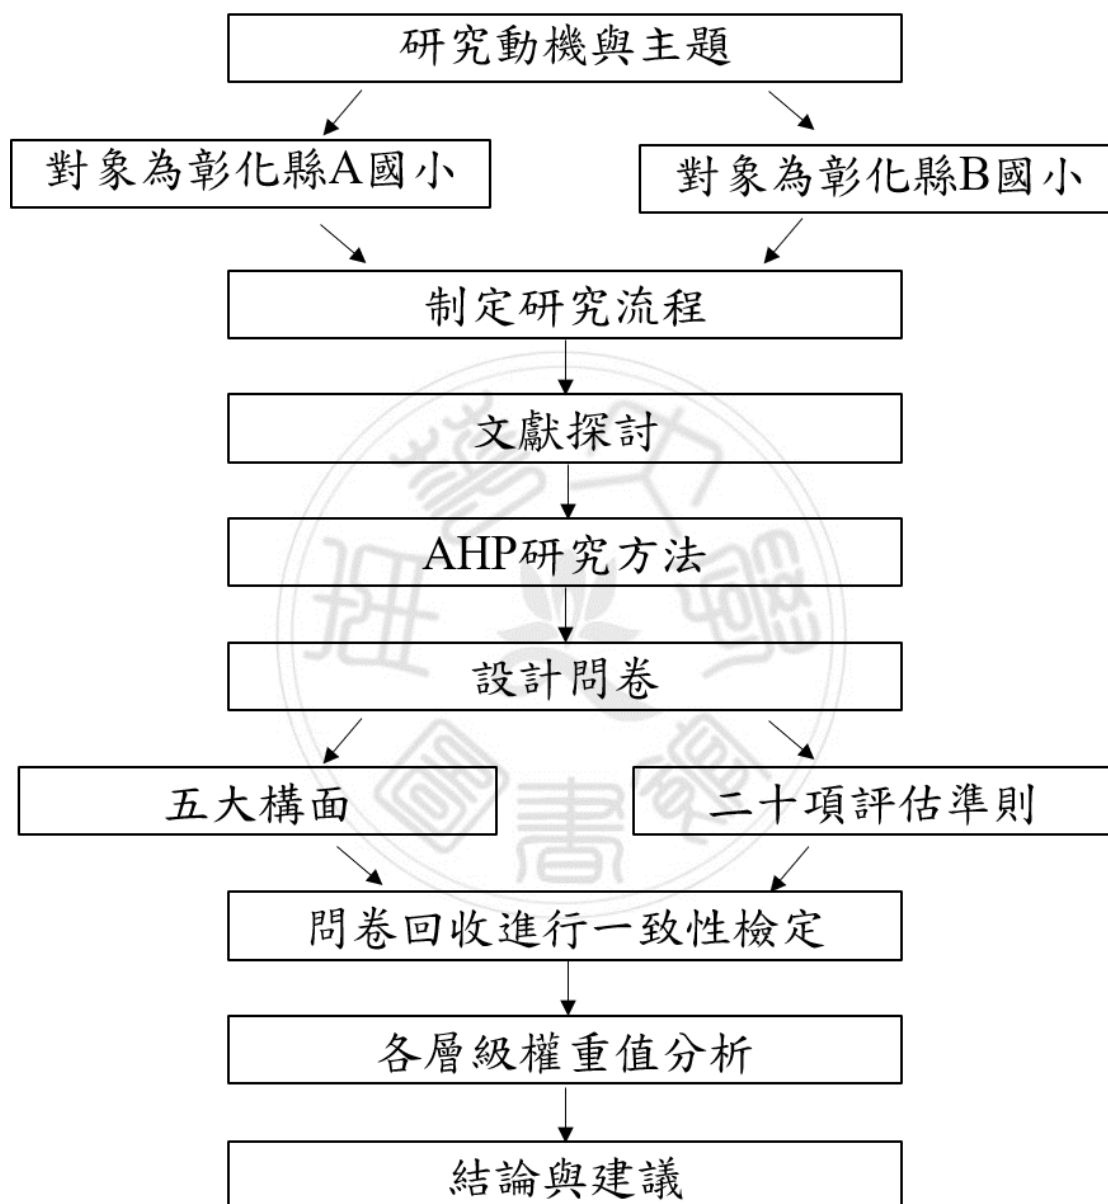 研究動機與主題
對象為彰化縣A國小
對象為彰化縣B國小
制定研究流程
文獻探討
AHP研究方法
設計問卷
五大構面
二十項評估準則
問卷回收進行一致性檢定
各層級權重值分析
結論與建議